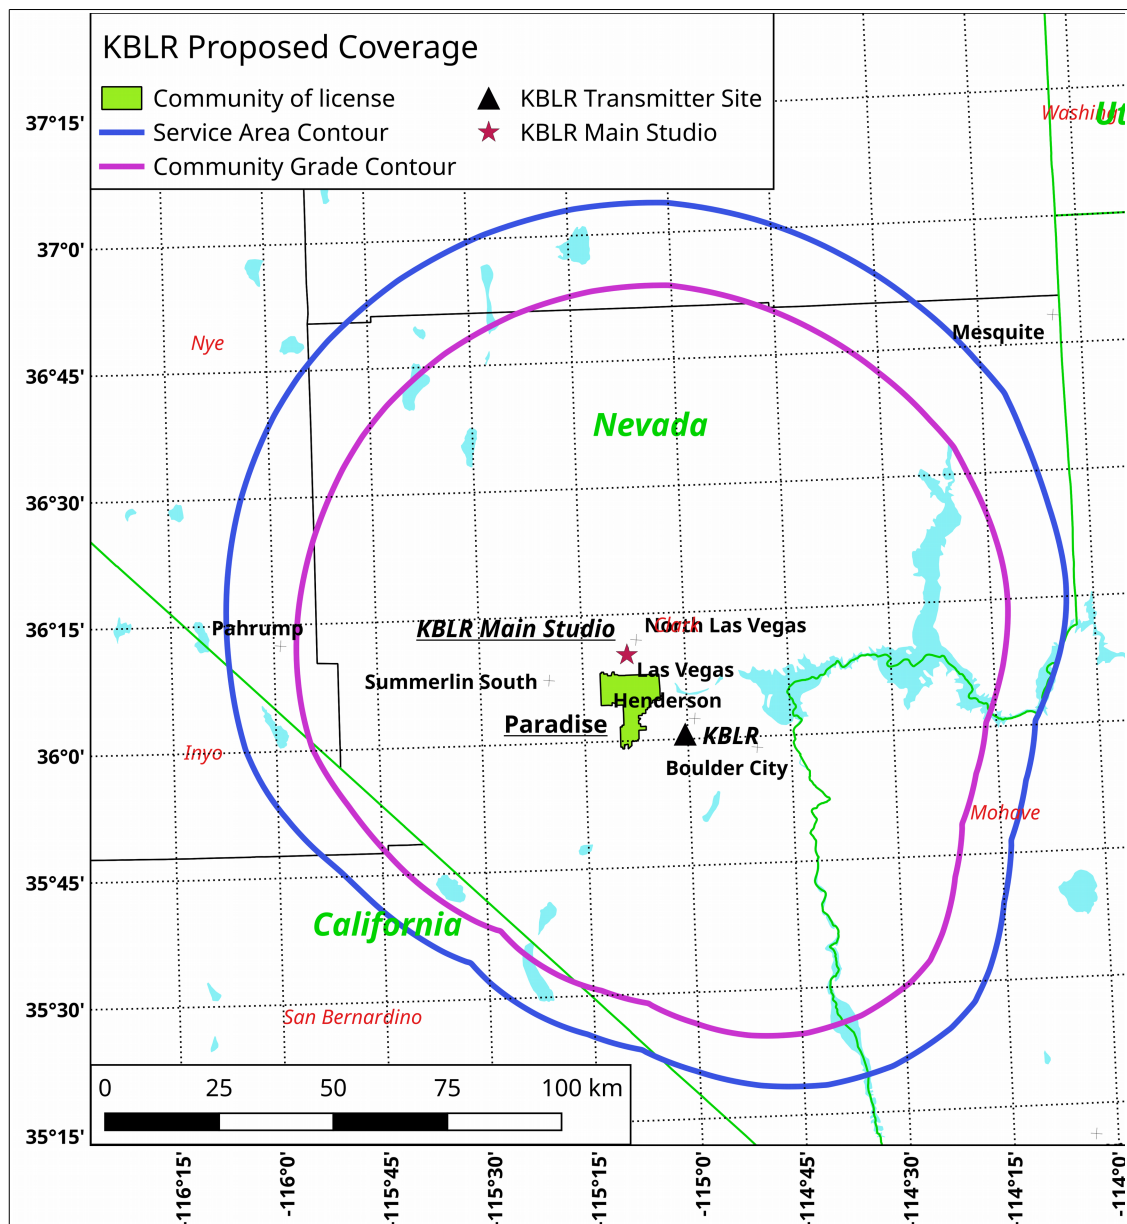 KBLR Proposed Coverage
Community of license
Service Area Contour
Community Grade Contour
KBLR Transmitter Site
KBLR Main Studio
37°15'
37°0'
36°45'
36°30'
36°15'
36°0'
35°45'
35°30'
35°15'
Washing
Ut
Mesquite
Nye
Nevada
Pahrump
KBLR Main Studio
North Las Vegas
Clark
Las Vegas
Summerlin South
Henderson
Paradise
KBLR
Boulder City
Inyo
Mohave
California
San Bernardino
0 25 50 75 100 km
-116°15'
-116°0'
-115°45'
-115°30'
-115°15'
-115°0'
-114°45'
-114°30'
-114°15'
-114°0'